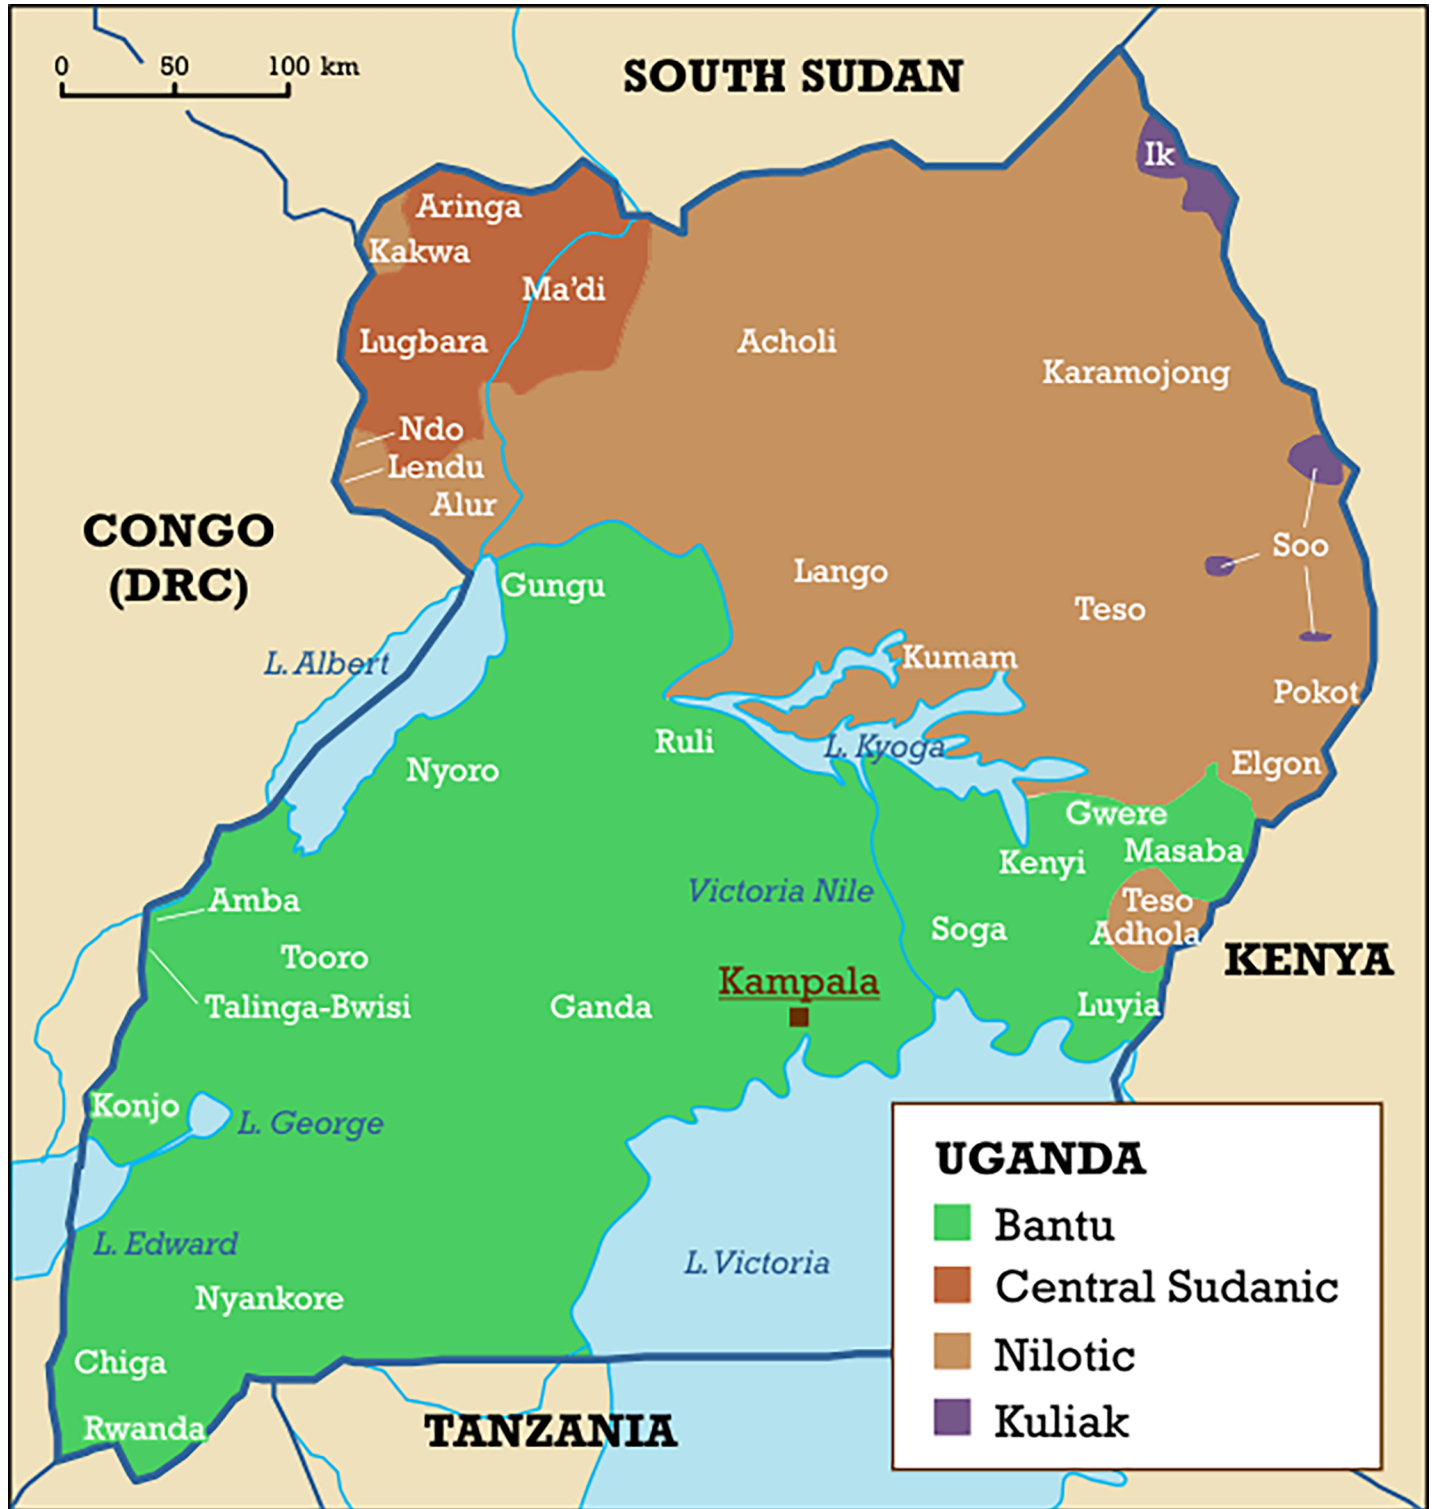 0 50 100 km
SOUTH SUDAN
Ik
Aringa
Kakwa
Ma’di
Lugbara
Acholi
Karamojong
Ndo
Lendu
Alur
CONGO
(DRC)
Soo
Gungu
Lango
Teso
L. Albert
Kumam
Pokot
Ruli
L. Kyoga
Nyoro
Elgon
Gwere
Kenyi
Masaba
Victoria Nile
Amba
Teso
Adhola
Soga
Tooro
KENYA
Kampala
Talinga-Bwisi
Ganda
Luyia
Konjo
L. George
L. Edward
L. Victoria
Nyankore
Chiga
Rwanda
TANZANIA
UGANDA
Bantu
Central Sudanic
Nilotic
Kuliak